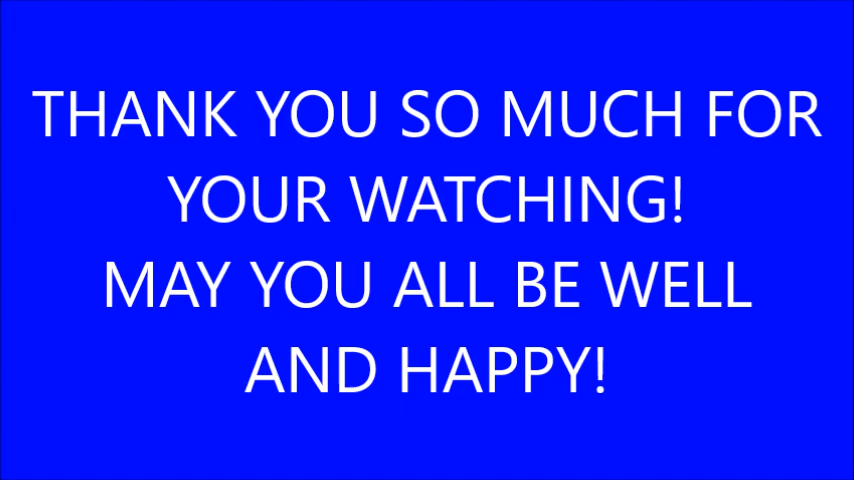 THANK YOU SO MUCH FOR
YOUR WATCHING!
MAY YOU ALL BE WELL
AND HAPPY!